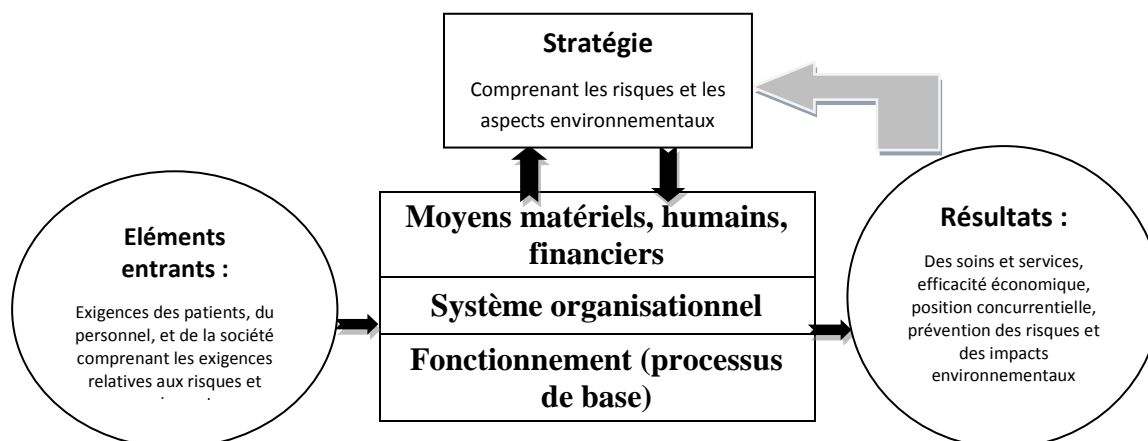 Stratégie
Comprenant les risques et les
aspects environnementaux
Eléments
entrants :
Exigences des patients, du
personnel, et de la société
comprenant les exigences
relatives aux risques et
Moyens matériels, humains,
financiers
Système organisationnel
Fonctionnement (processus
de base)
Résultats :
Des soins et services,
efficacité économique,
position concurrentielle,
prévention des risques et
des impacts
environnementaux